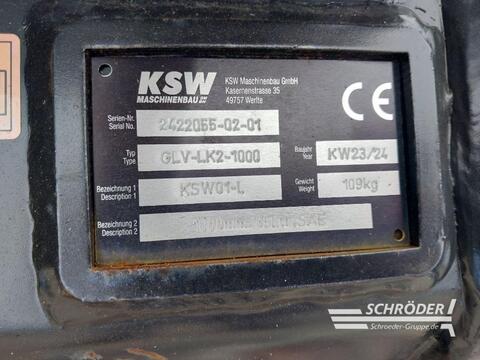 KSW
MASCHINENBAU
KSW Maschinenbau GmbH
Kasernenstrasse 35
49757 Werlte
CE
Serien-Nr.
Serial No.
2422055-02-01
Typ
Type
GLV-LK2-1000
Baujahr
Year
KW23/24
Bezeichnung 1
Description 1
KSW01-L
Gewicht
Weight
109kg
Bezeichnung 2
Description 2
SCHRÖDER
Schroeder-Gruppe.de